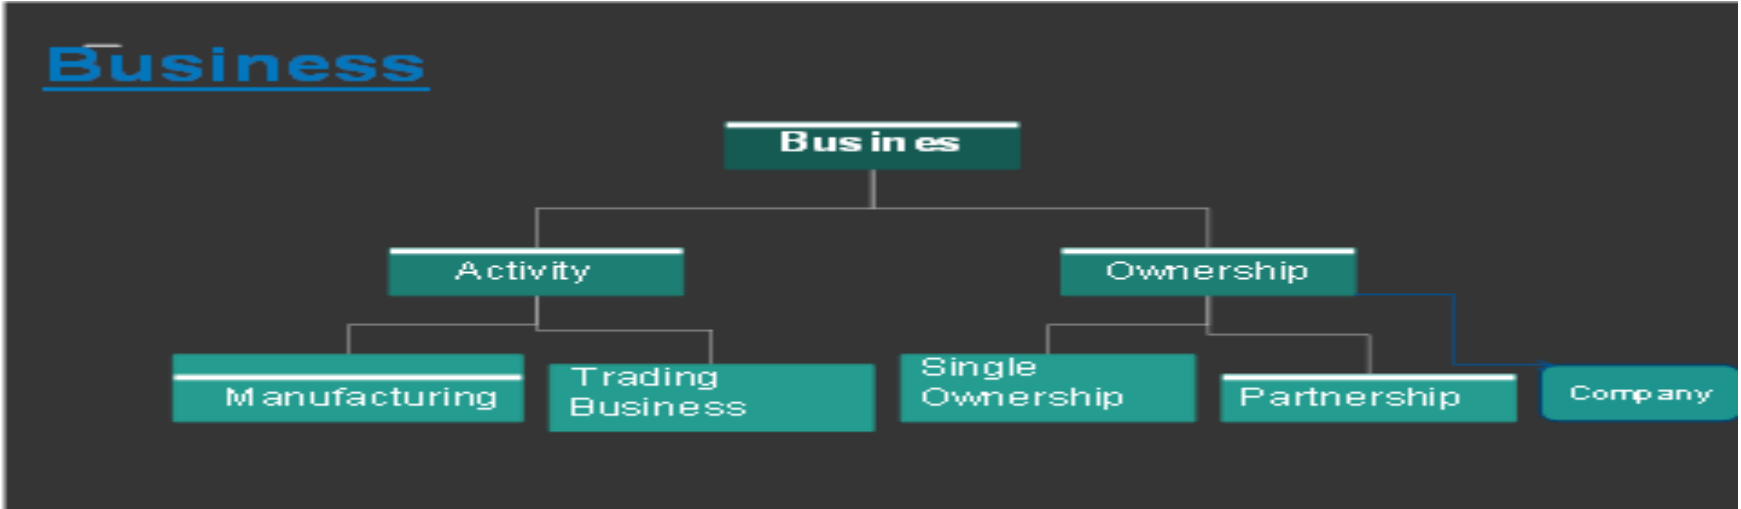 Business
Busines
Activity
Ownership
Manufacturing
Trading
Business
Single
Ownership
Partnership
Company